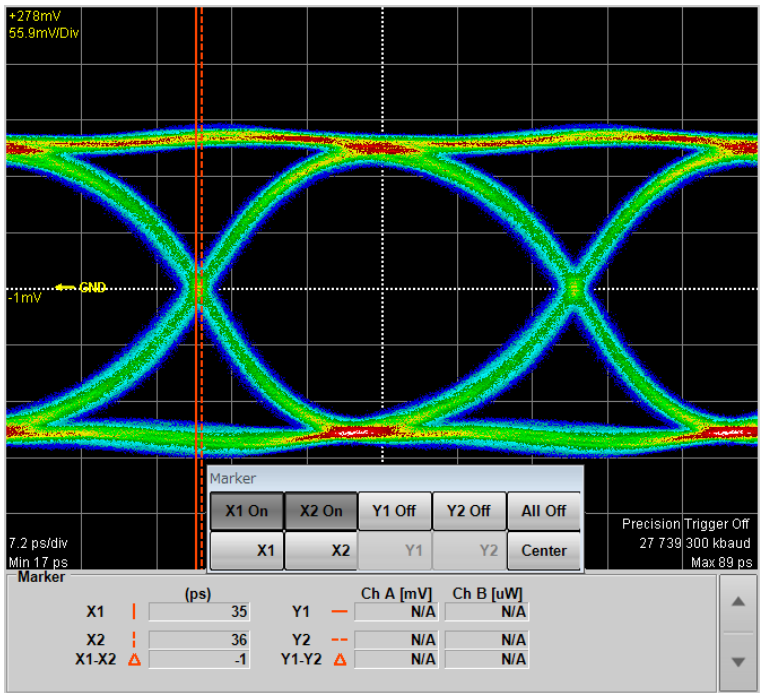 +278mV
55.9mV/Div
GND
-1mV
Marker
X1 On X2 On Y1 Off Y2 Off All Off
X1 X2 Y1 Y2 Center
Precision Trigger Off
7.2 ps/div 27 739 300 kbaud
Min 17 ps Max 89 ps
Marker
(ps) Ch A [mV] Ch B [uW]
X1 35 Y1 N/A N/A
X2 36 Y2 N/A N/A
X1-X2 Δ -1 Y1-Y2 Δ N/A N/A